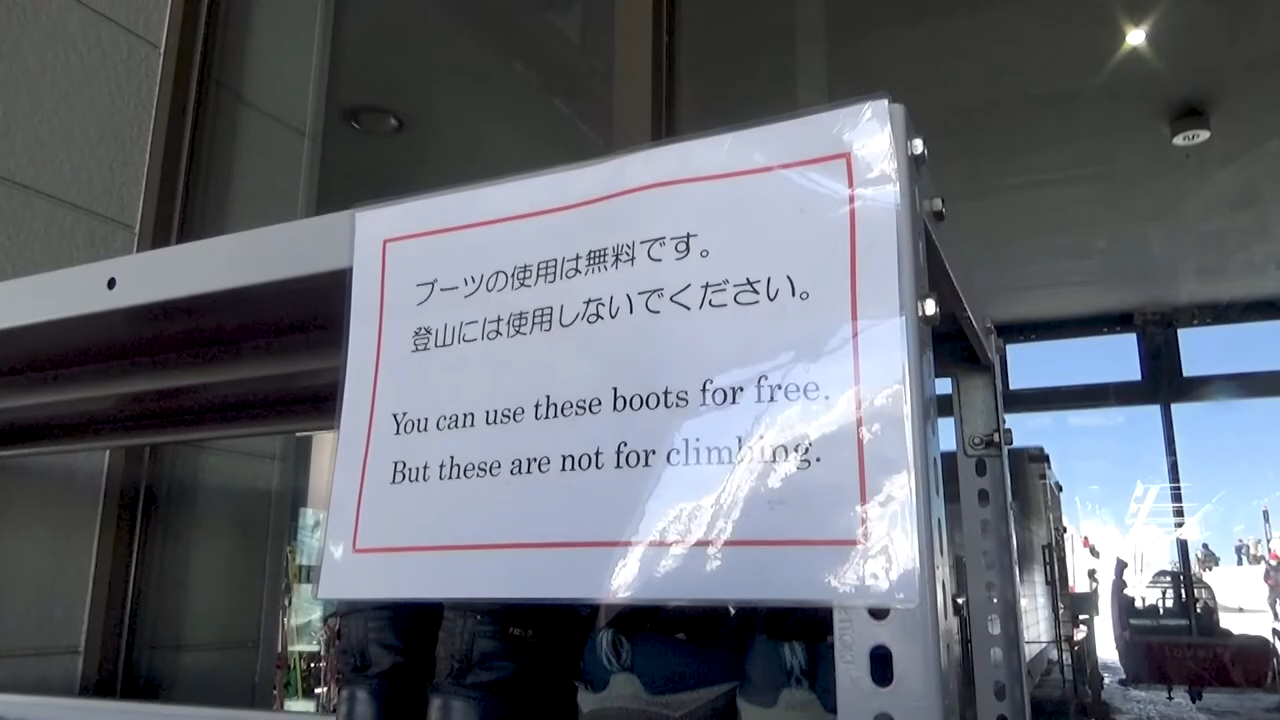 ブーツの使用は無料です。
登山には使用しないでください。
You can use these boots for free.
But these are not for climbing.